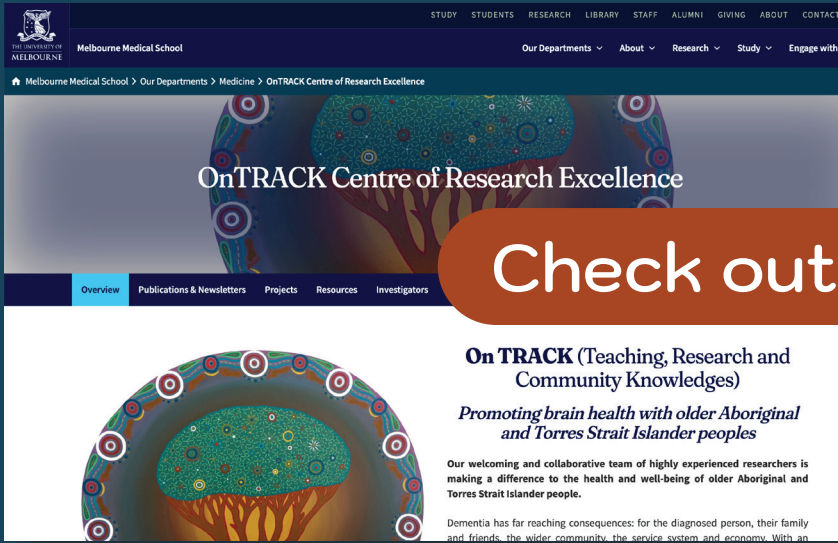 STUDY STUDENTS RESEARCH LIBRARY STAFF ALUMNI GIVING ABOUT CONTACT
THE UNIVERSITY OF
MELBOURNE
Melbourne Medical School
Our Departments About Research Study Engage with
Melbourne Medical School > Our Departments > Medicine > OnTRACK Centre of Research Excellence
OnTRACK Centre of Research Excellence
Check out
Overview Publications & Newsletters Projects Resources Investigators
On TRACK (Teaching, Research and
Community Knowledges)
Promoting brain health with older Aboriginal
and Torres Strait Islander peoples
Our welcoming and collaborative team of highly experienced researchers is
making a difference to the health and well-being of older Aboriginal and
Torres Strait Islander people.
Dementia has far reaching consequences: for the diagnosed person, their family
and friends, the wider community, the service system and economy. With an